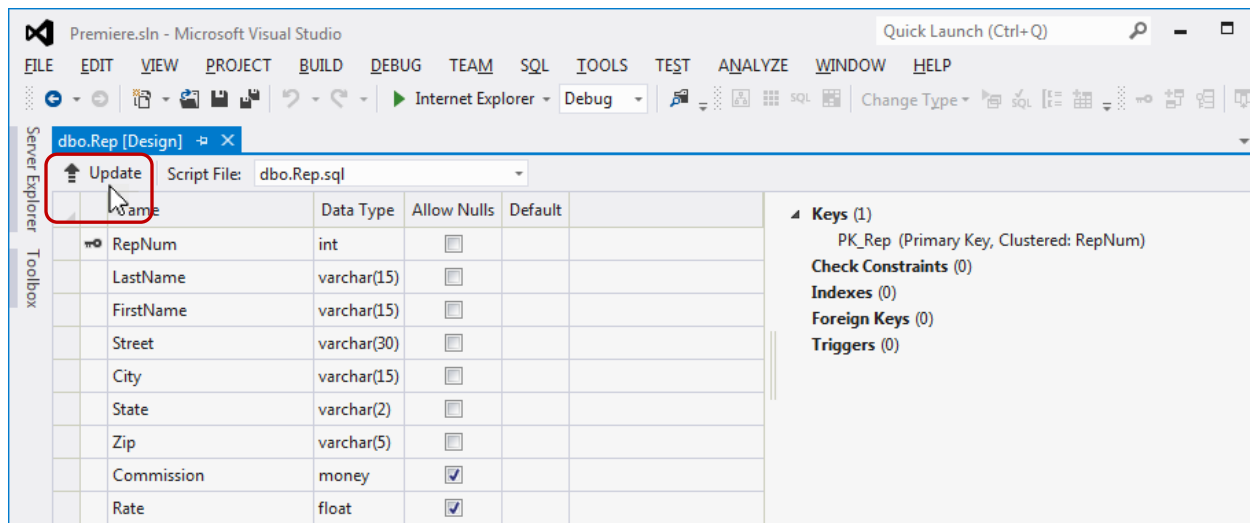 Premiere.sln - Microsoft Visual Studio
Quick Launch (Ctrl+Q)
FILE EDIT VIEW PROJECT BUILD DEBUG TEAM SQL TOOLS TEST ANALYZE WINDOW HELP
Internet Explorer Debug SQL Change Type SQL
Server Explorer
Toolbox
dbo.Rep [Design]
Update Script File: dbo.Rep.sql
Name Data Type Allow Nulls Default
RepNum int
LastName varchar(15)
FirstName varchar(15)
Street varchar(30)
City varchar(15)
State varchar(2)
Zip varchar(5)
Commission money
Rate float
Keys (1)
PK_Rep (Primary Key, Clustered: RepNum)
Check Constraints (0)
Indexes (0)
Foreign Keys (0)
Triggers (0)